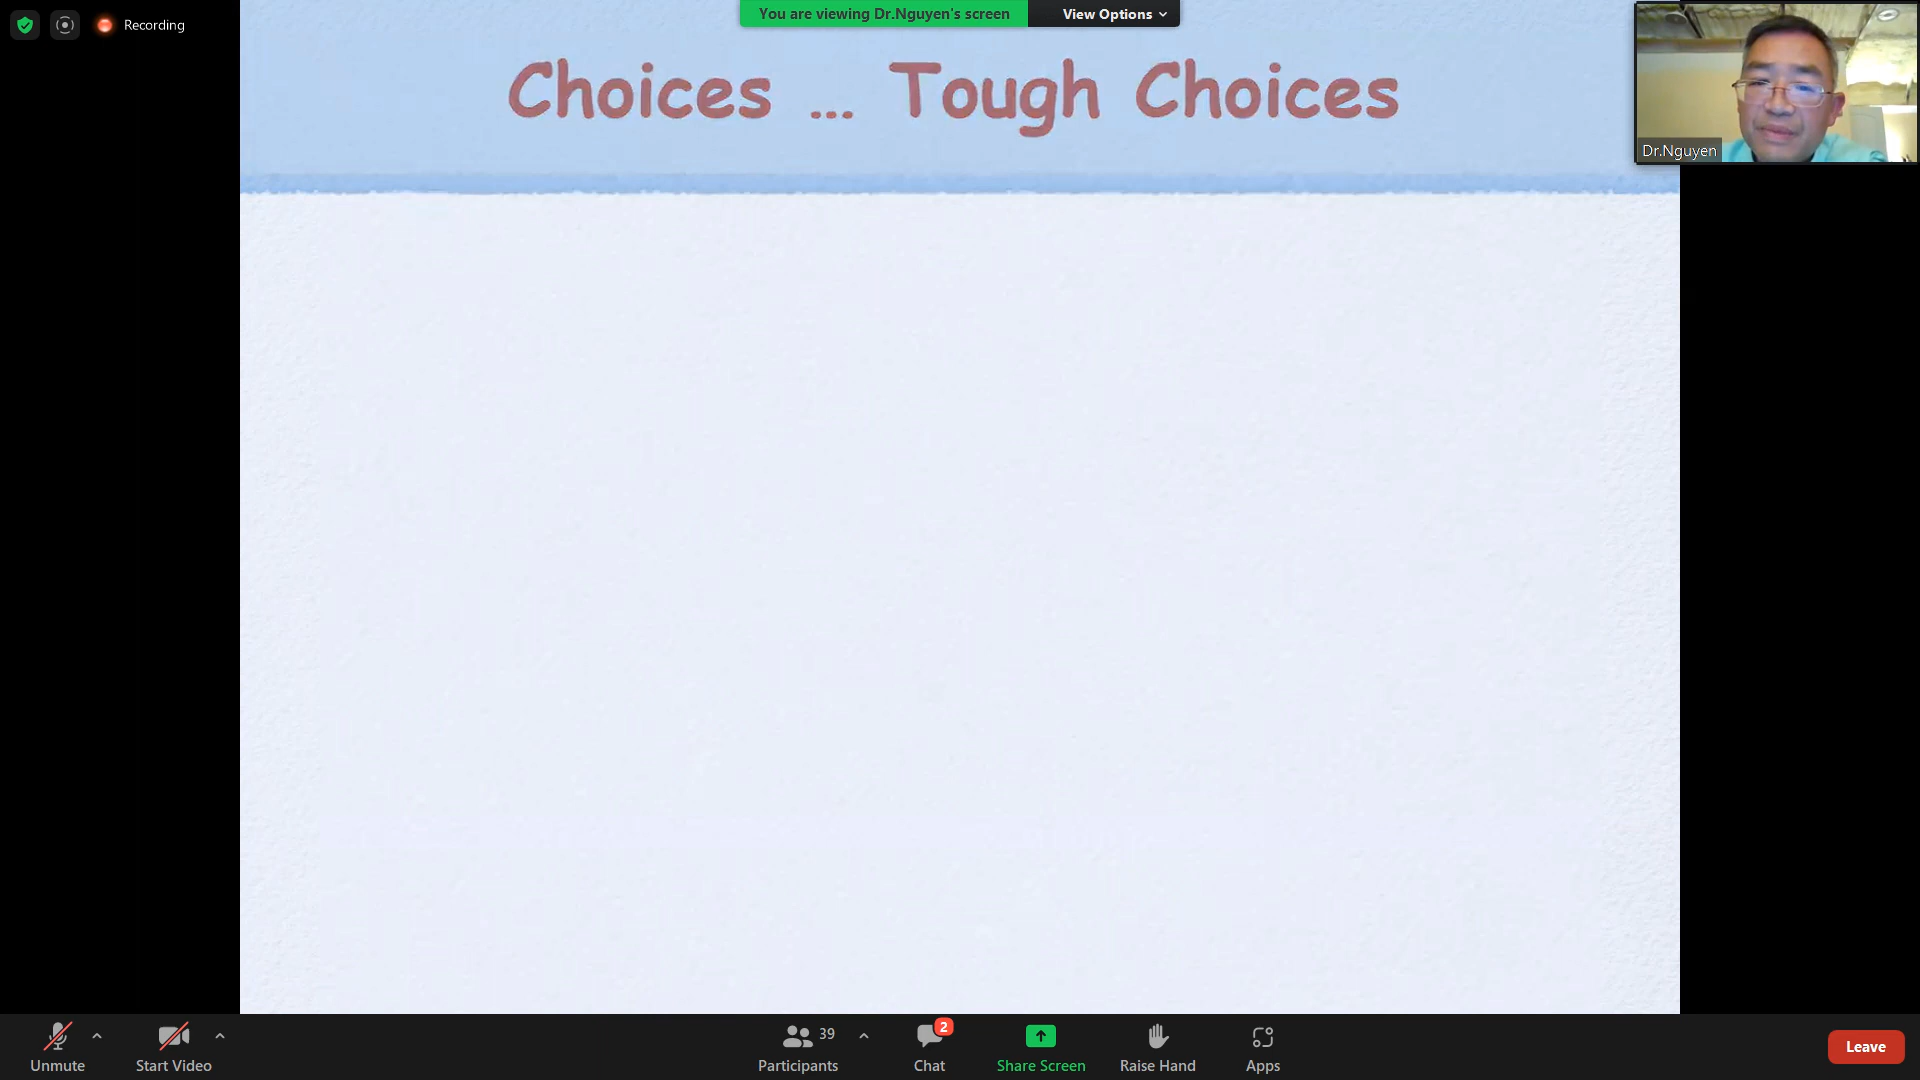 Recording
You are viewing Dr.Nguyen's screen
View Options
Choices ... Tough Choices
Dr.Nguyen
Unmute
Start Video
39
Participants
2
Chat
Share Screen
Raise Hand
Apps
Leave